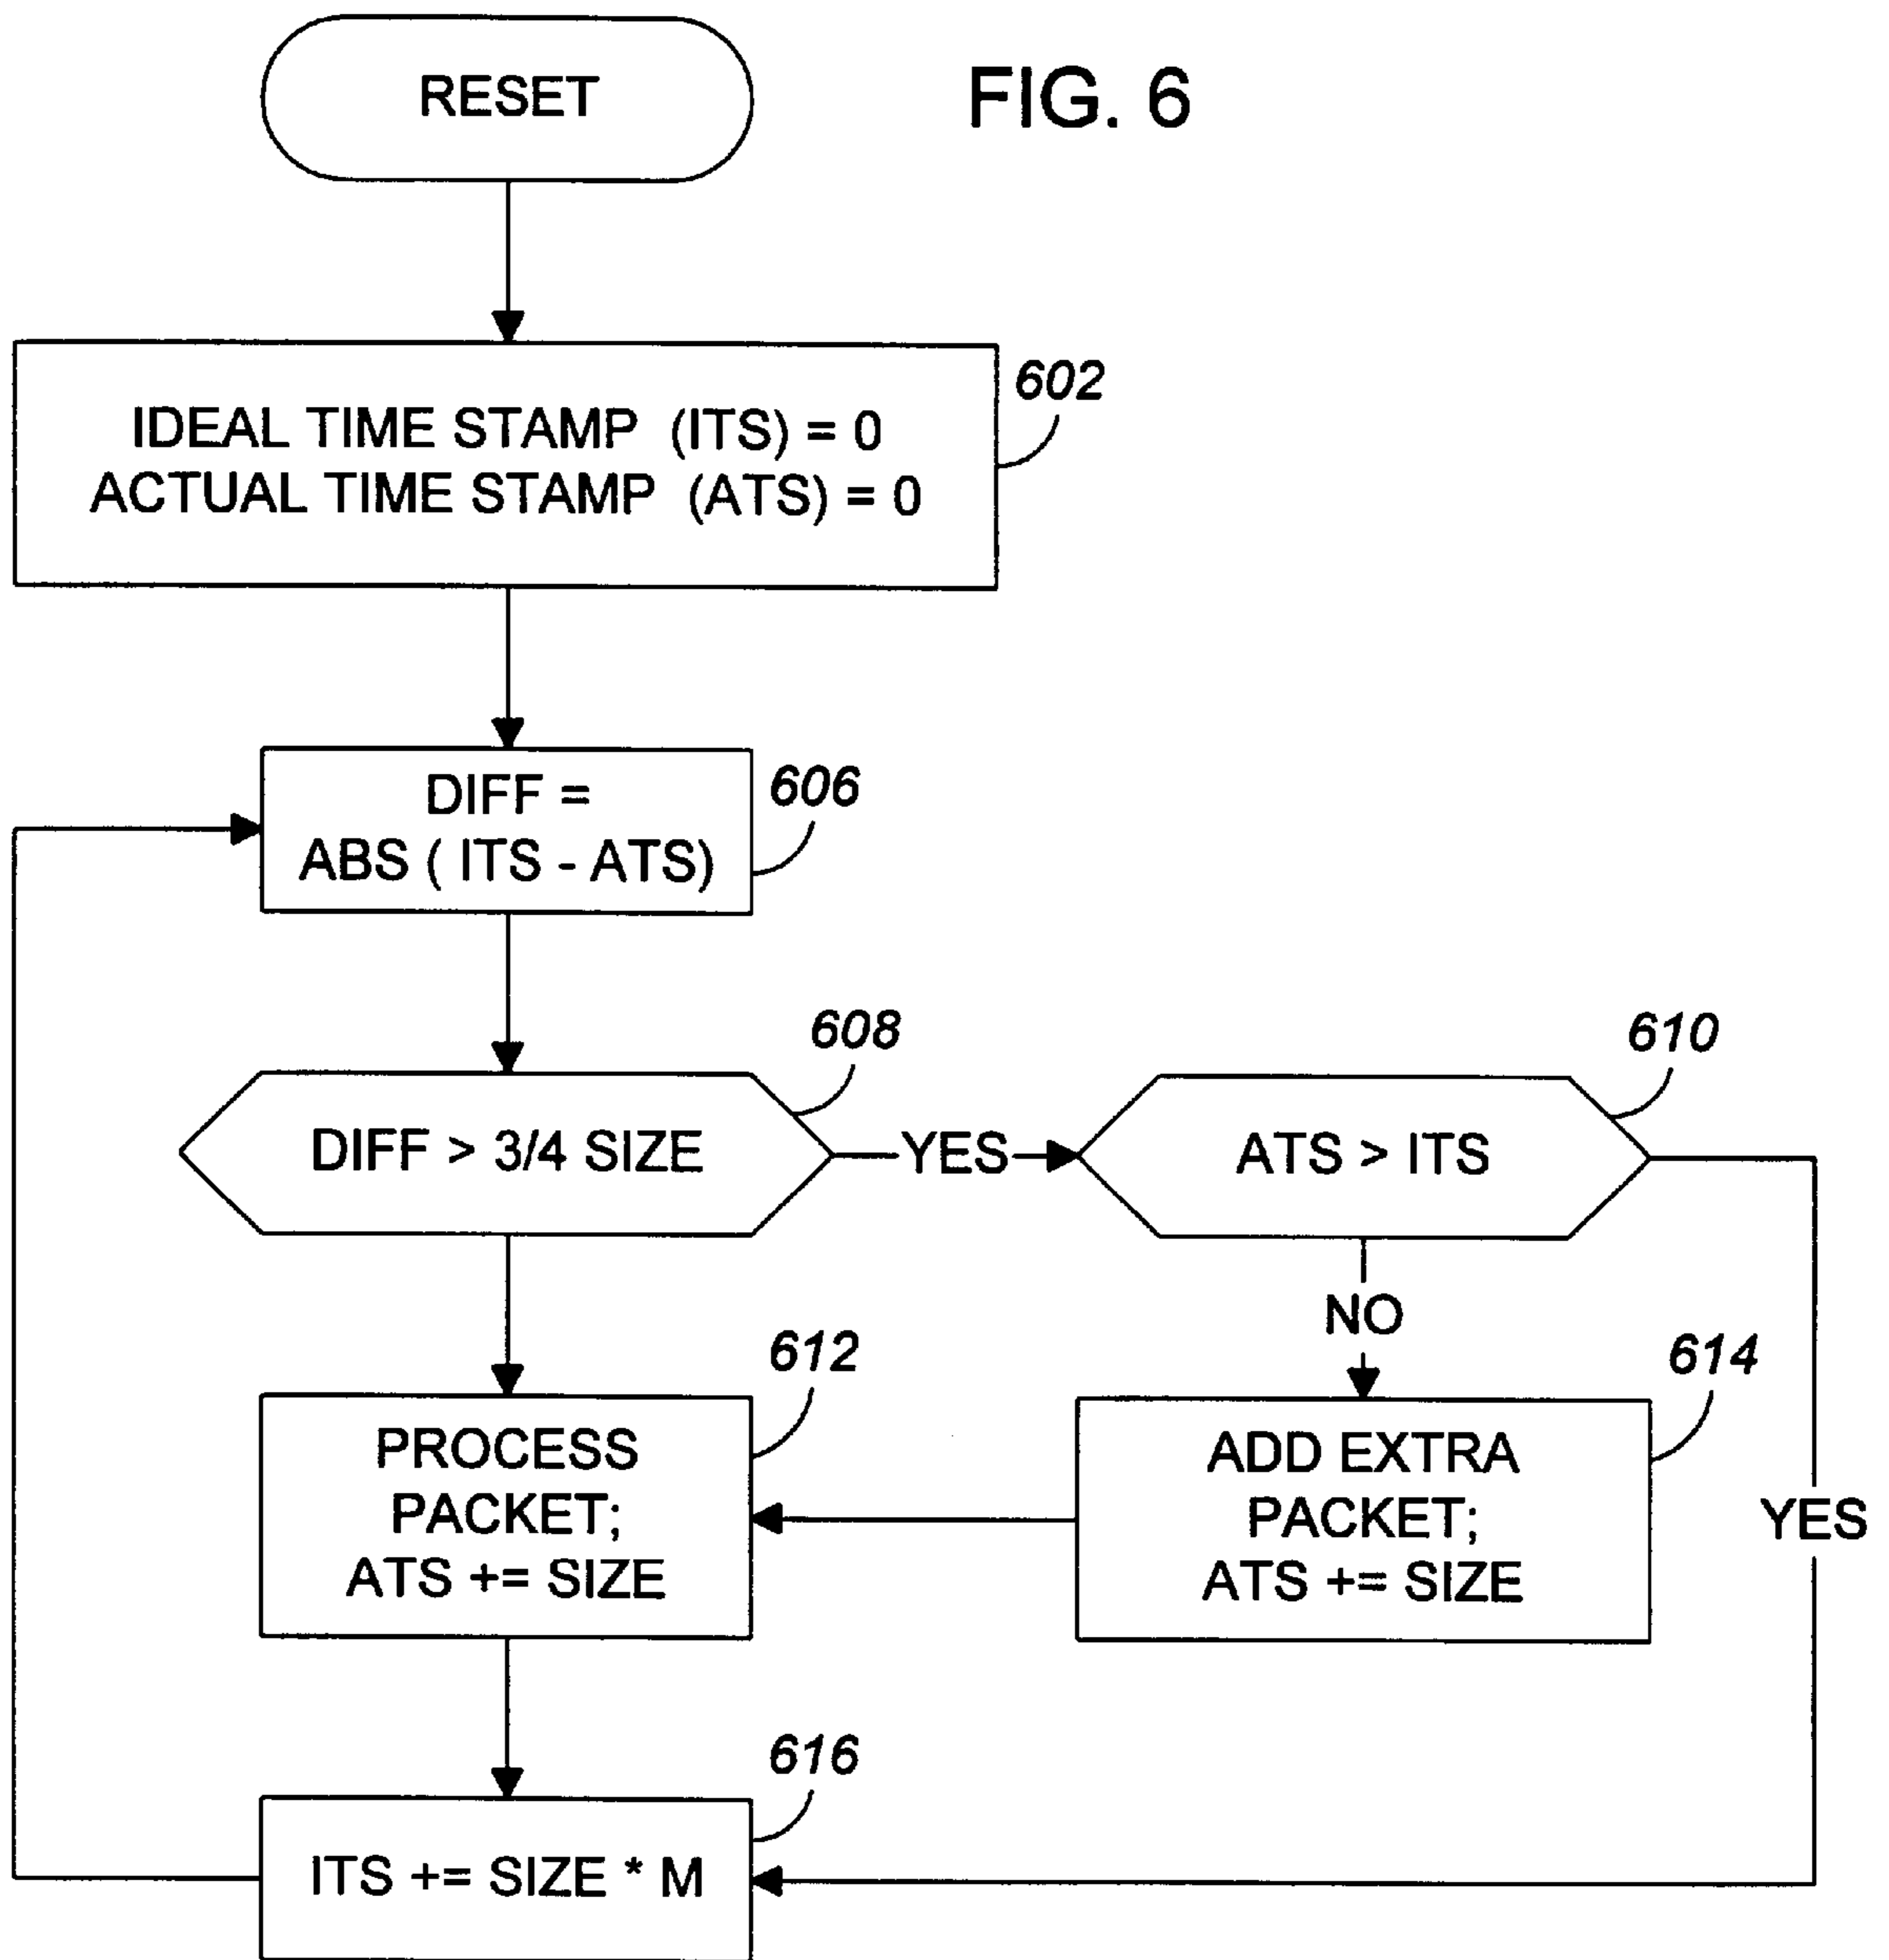 RESET
FIG. 6
IDEAL TIME STAMP (ITS) = 0
ACTUAL TIME STAMP (ATS) = 0
602
DIFF =
ABS ( ITS - ATS)
606
DIFF > 3/4 SIZE
608
YES
ATS > ITS
610
NO
YES
PROCESS
PACKET;
ATS += SIZE
612
ADD EXTRA
PACKET;
ATS += SIZE
614
ITS += SIZE * M
616